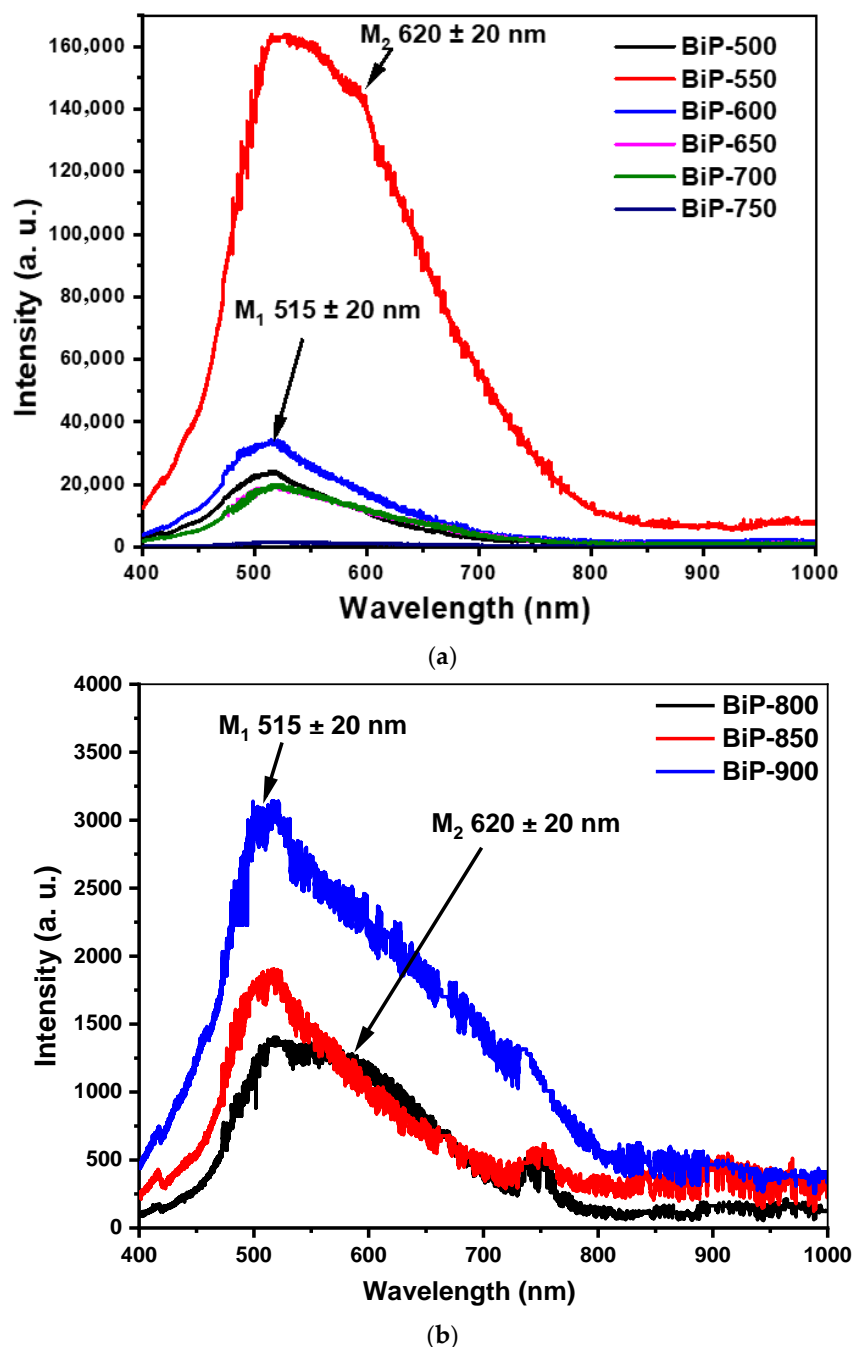 160,000
140,000
120,000
100,000
80,000
60,000
40,000
20,000
0
Intensity (a. u.)
M2 620 ± 20 nm
M1 515 ± 20 nm
BiP-500
BiP-550
BiP-600
BiP-650
BiP-700
BiP-750
400 500 600 700 800 900 1000
Wavelength (nm)
(a)
4000
3500
3000
2500
2000
1500
1000
500
0
Intensity (a. u.)
M1 515 ± 20 nm
M2 620 ± 20 nm
BiP-800
BiP-850
BiP-900
400 500 600 700 800 900 1000
Wavelength (nm)
(b)